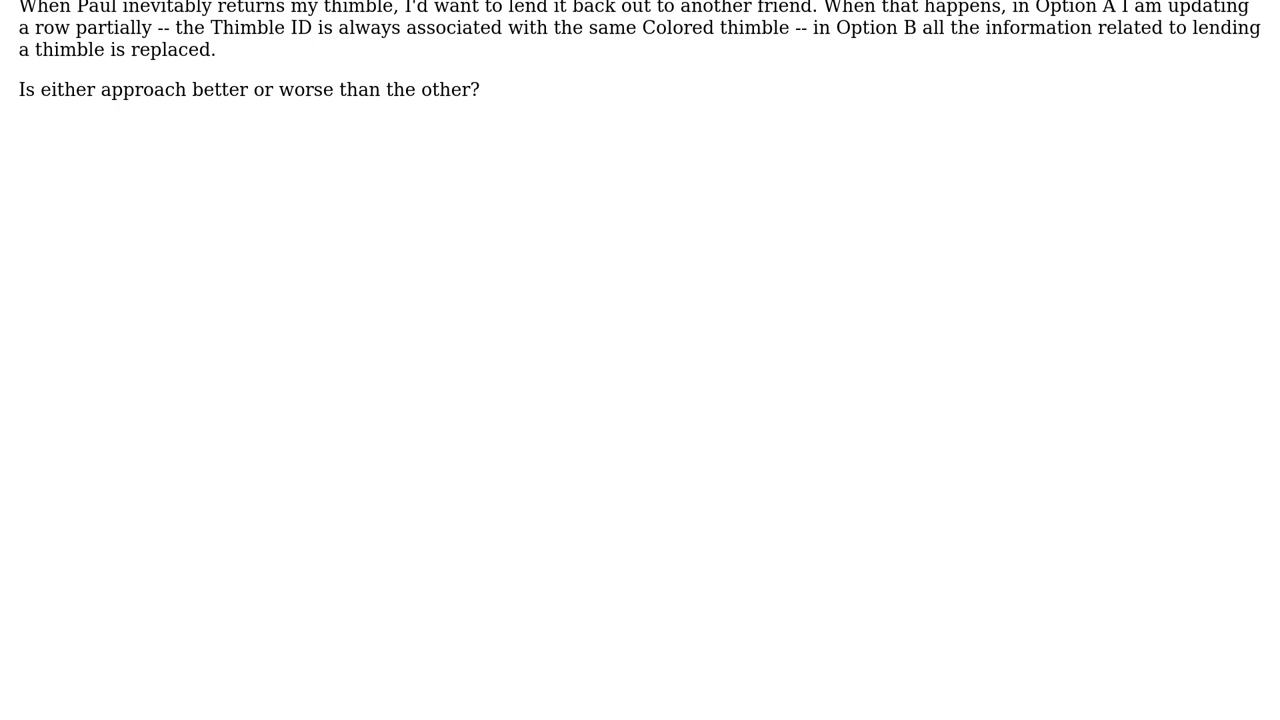 When Paul inevitably returns my thimble, I'd want to lend it back out to another friend. When that happens, in Option A I am updating
a row partially -- the Thimble ID is always associated with the same Colored thimble -- in Option B all the information related to lending
a thimble is replaced.
Is either approach better or worse than the other?